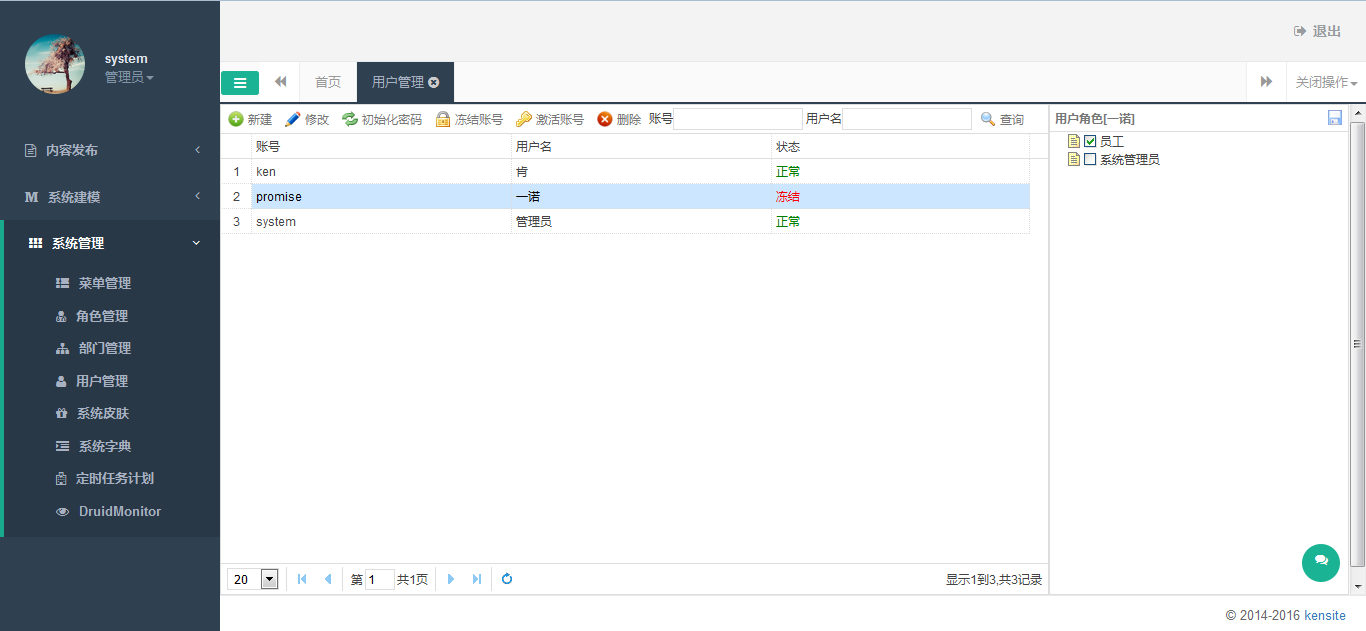 system
管理员
退出
首页
用户管理
关闭操作
内容发布
M 系统建模
系统管理
菜单管理
角色管理
部门管理
用户管理
系统皮肤
系统字典
定时任务计划
DruidMonitor
新建 修改 初始化密码 冻结账号 激活账号 删除 账号 用户名 查询
账号 用户名 状态
1 ken 肯 正常
2 promise 一诺 冻结
3 system 管理员 正常
用户角色[一诺]
员工
系统管理员
20 第 1 共1页 显示1到3,共3记录
© 2014-2016 kensite